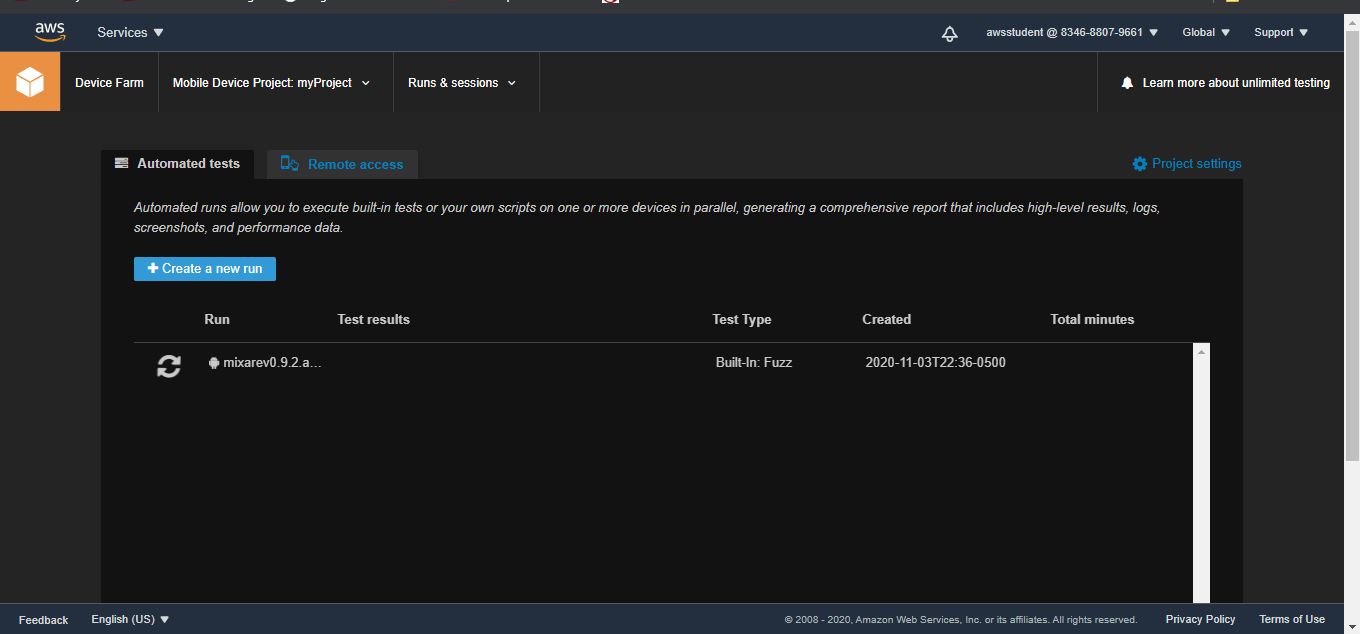 aws
Services
awsstudent @ 8346-8807-9661
Global
Support
Device Farm
Mobile Device Project: myProject
Runs & sessions
Learn more about unlimited testing
Automated tests
Remote access
Project settings
Automated runs allow you to execute built-in tests or your own scripts on one or more devices in parallel, generating a comprehensive report that includes high-level results, logs,
screenshots, and performance data.
Create a new run
Run Test results Test Type Created Total minutes
mixarev0.9.2.a... Built-In: Fuzz 2020-11-03T22:36-0500
Feedback
English (US)
© 2008 - 2020, Amazon Web Services, Inc. or its affiliates. All rights reserved.
Privacy Policy
Terms of Use